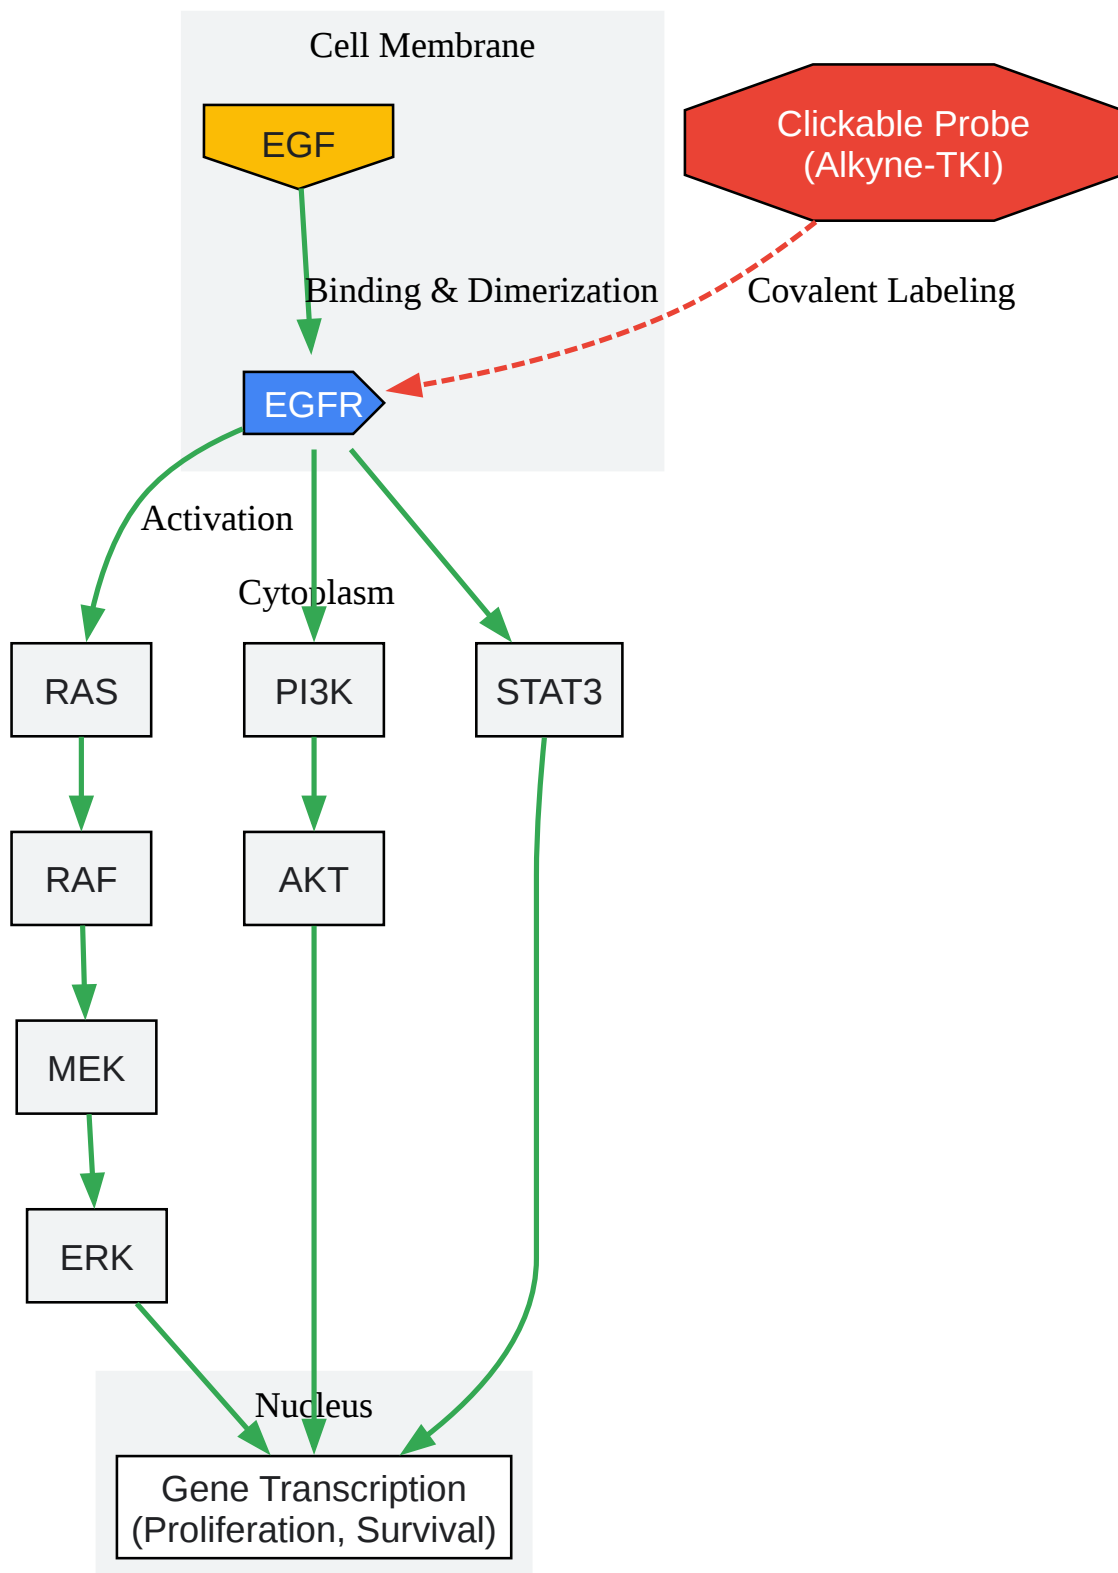 Cell Membrane
EGF
Clickable Probe
(Alkyne-TKI)
Binding & Dimerization
Covalent Labeling
EGFR
Activation
Cytoplasm
RAS
PI3K
STAT3
RAF
AKT
MEK
ERK
Nucleus
Gene Transcription
(Proliferation, Survival)